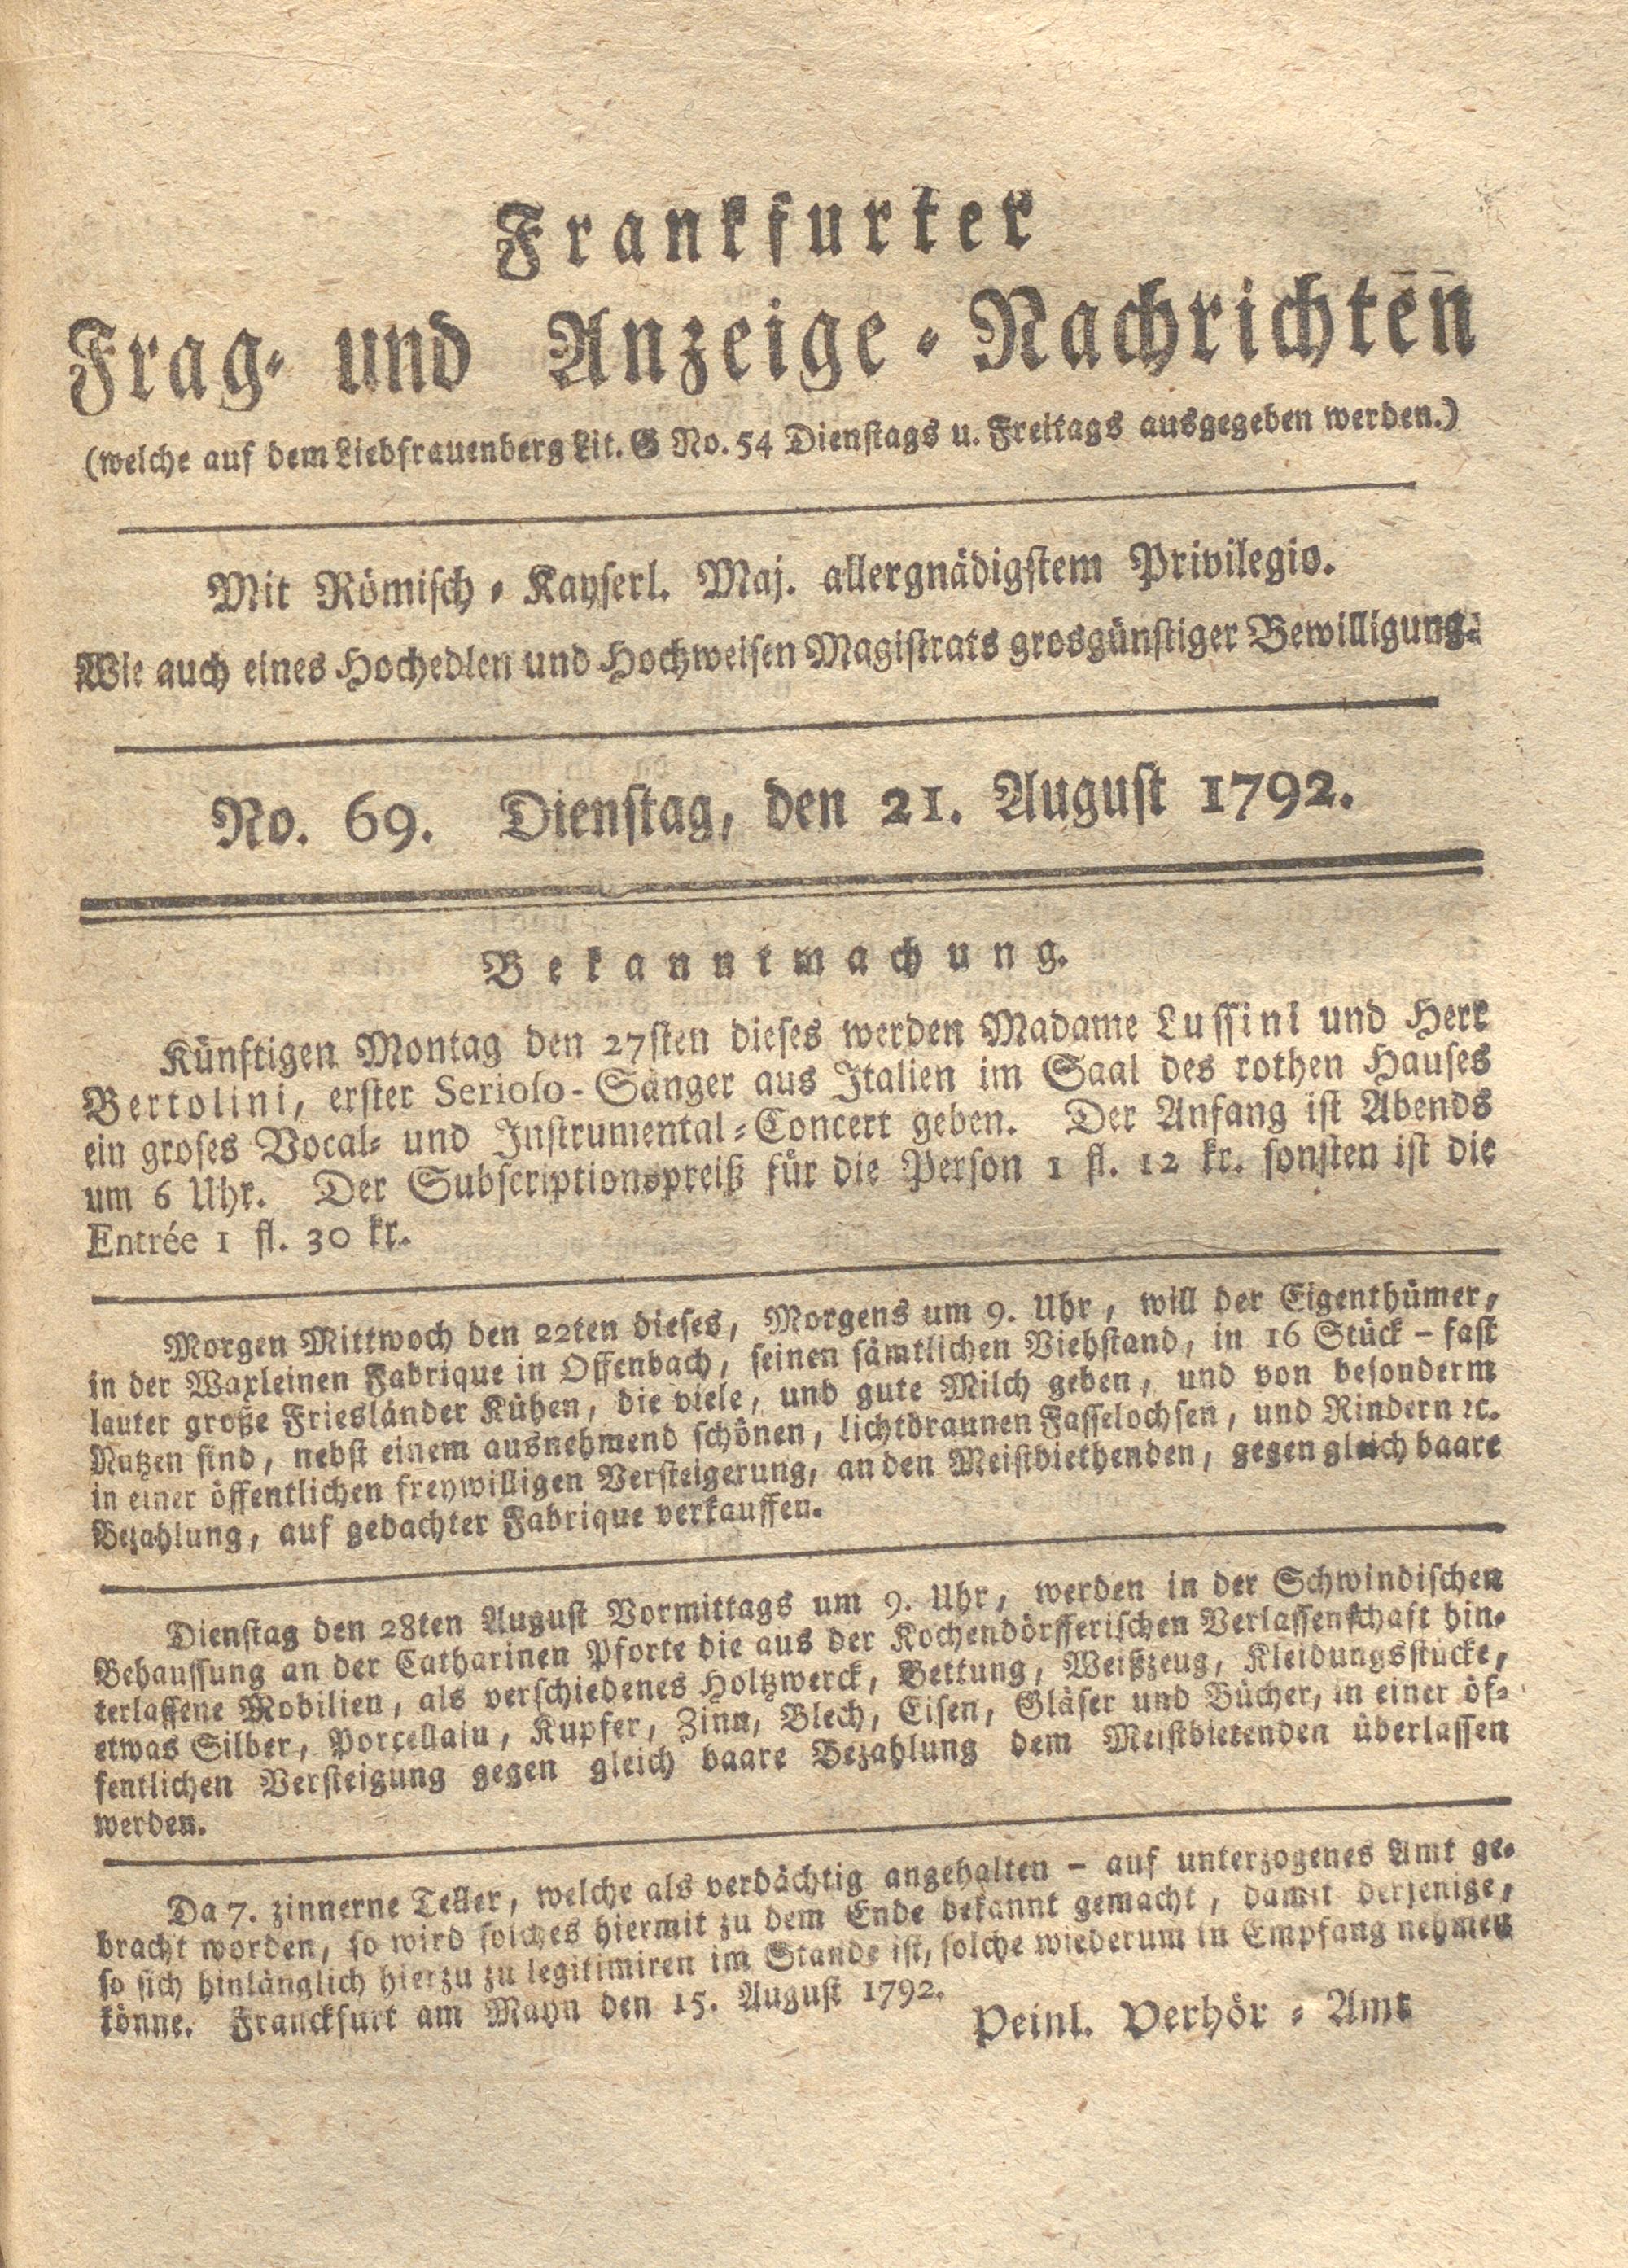 Frankfurter
Frag- und Anzeige-Nachrichten
(welche auf dem Liebfrauenberg Lit. G No. 54 Dienstags u. Freitags ausgegeben werden.)
Mit Römisch-Kayserl. Maj. allergnädigstem Privilegio.
Wie auch eines Hochedlen und Hochweisen Magistrats grosgünstiger Bewilligung.
No. 69. Dienstag, den 21. August 1792.
Bekanntmachung.
Künftigen Montag den 27sten dieses werden Madame Lussini und Herr
Bertolini, erster Serioso-Sänger aus Italien im Saal des rothen Hauses
ein groses Vocal- und Instrumental-Concert geben. Der Anfang ist Abends
um 6 Uhr. Der Subscriptionspreiß für die Person 1 fl. 12 kr. sonsten ist die
Entrée 1 fl. 30 kr.
Morgen Mittwoch den 22ten dieses, Morgens um 9. Uhr, will der Eigenthümer,
in der Waxleinen Fabrique in Offenbach, seinen sämtlichen Viehstand, in 16 Stück - fast
lauter große Friesländer Kühen, die viele, und gute Milch geben, und von besonderm
Nutzen sind, nebst einem ausnehmend schönen, lichtbraunen Fasselochsen, und Rindern ꝛc.
in einer öffentlichen freywilligen Versteigerung, an den Meistbiethenden, gegen gleich baare
Bezahlung, auf gedachter Fabrique verkauffen.
Dienstag den 28ten August Vormittags um 9. Uhr, werden in der Schwindischen
Behaussung an der Catharinen Pforte die aus der Kochendörfferischen Verlassenschaft hin-
terlassene Mobilien, als verschiedenes Holtzwerck, Bettung, Weißzeug, Kleidungsstücke,
etwas Silber, Porcellain, Kupfer, Zinn, Blech, Eisen, Gläser und Bücher, in einer öf-
fentlichen Versteigung gegen gleich baare Bezahlung dem Meistbietenden überlassen
werden.
Da 7. zinnerne Teller, welche als verdächtig angehalten - auf unterzogenes Amt ge-
bracht worden, so wird solches hiermit zu dem Ende bekannt gemacht, damit derjenige,
so sich hinlänglich hierzu zu legitimiren im Stande ist, solche wiederum in Empfang nehmen
könne. Franckfurt am Mayn den 15. August 1792.
Peinl. Verhör-Amt